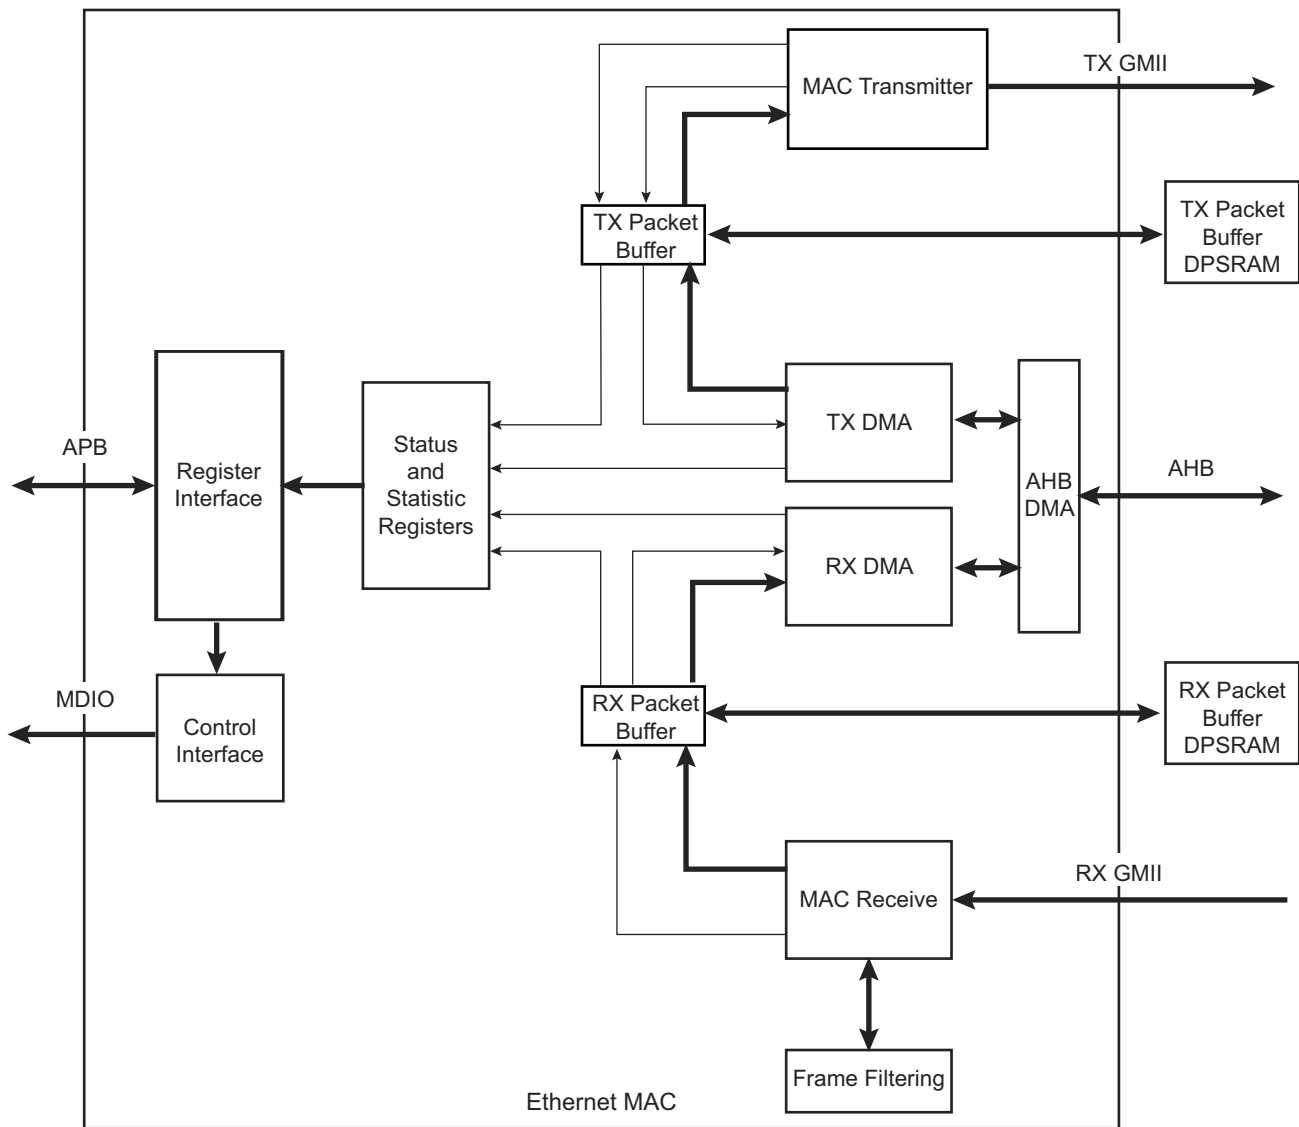 TX GMII
MAC Transmitter
TX Packet
Buffer
DPSRAM
TX Packet
Buffer
TX DMA
AHB
DMA
AHB
APB
Register
Interface
Status
and
Statistic
Registers
RX DMA
MDIO
Control
Interface
RX Packet
Buffer
RX Packet
Buffer
DPSRAM
MAC Receive
RX GMII
Frame Filtering
Ethernet MAC